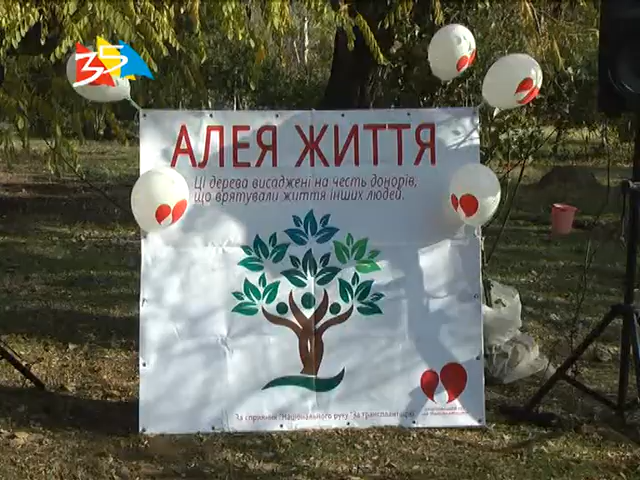 35
АЛЕЯ ЖИТТЯ
Ці дерева висаджені на честь донорів,
що врятували життя інших людей.
За сприяння "Національного руху "За трансплантацію"